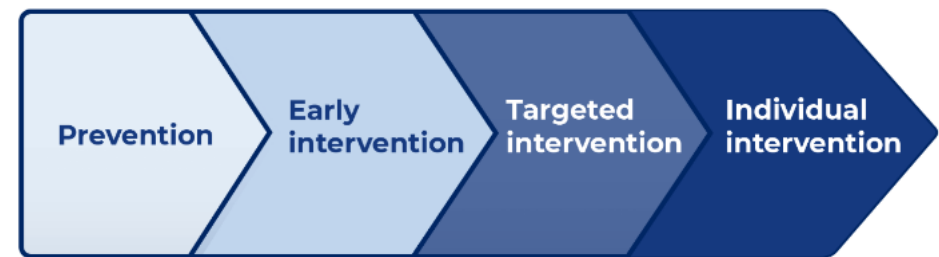 Prevention
Early
intervention
Targeted
intervention
Individual
intervention